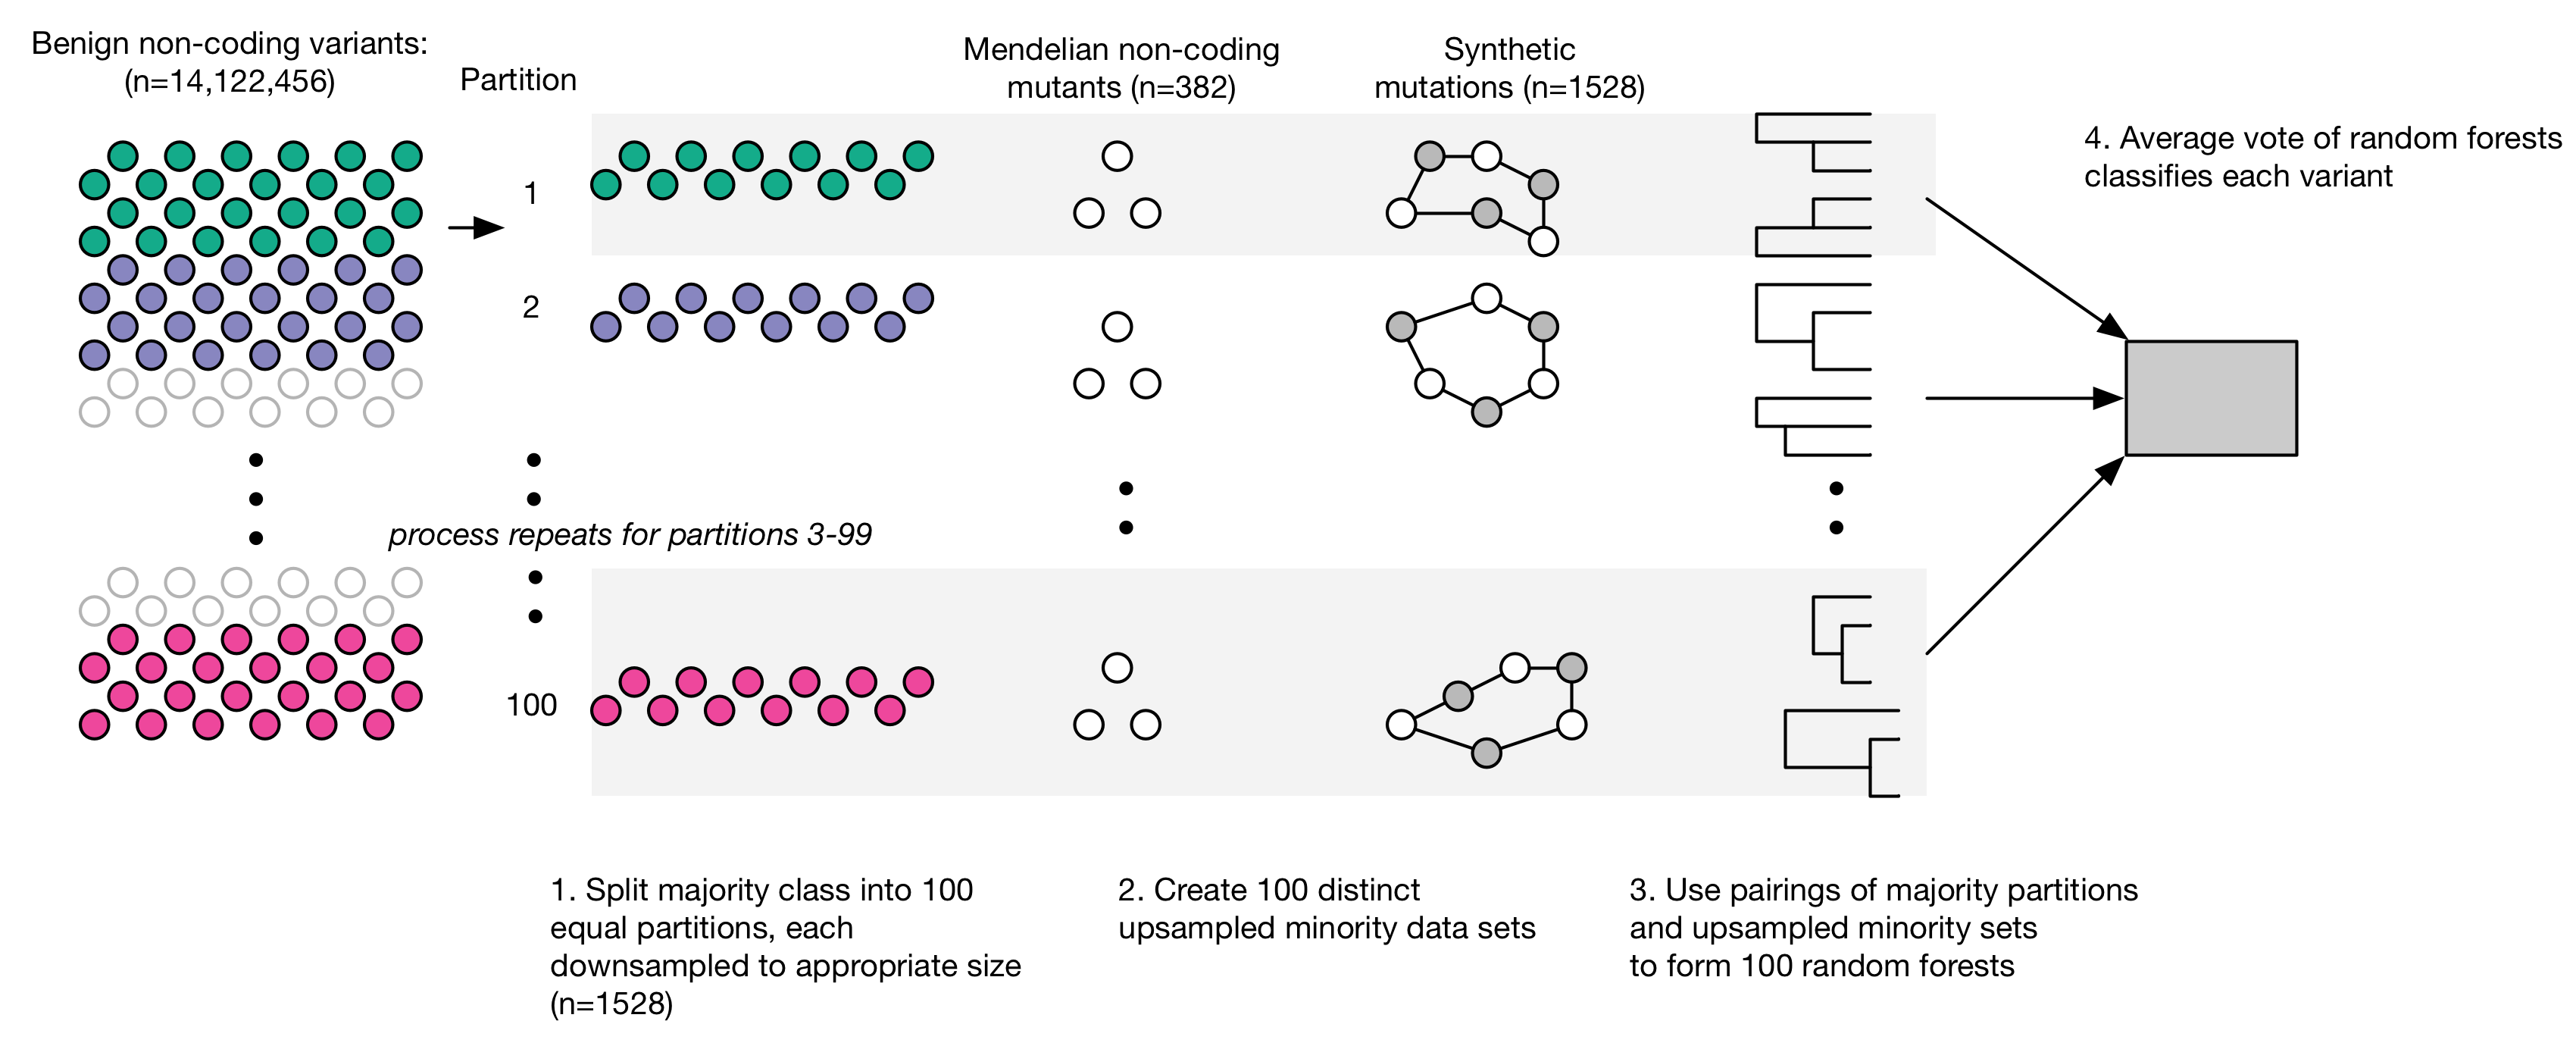 Benign non-coding variants:
(n=14,122,456)
Partition
Mendelian non-coding
mutants (n=382)
Synthetic
mutations (n=1528)
1
2
process repeats for partitions 3-99
100
4. Average vote of random forests
classifies each variant
1. Split majority class into 100
equal partitions, each
downsampled to appropriate size
(n=1528)
2. Create 100 distinct
upsampled minority data sets
3. Use pairings of majority partitions
and upsampled minority sets
to form 100 random forests